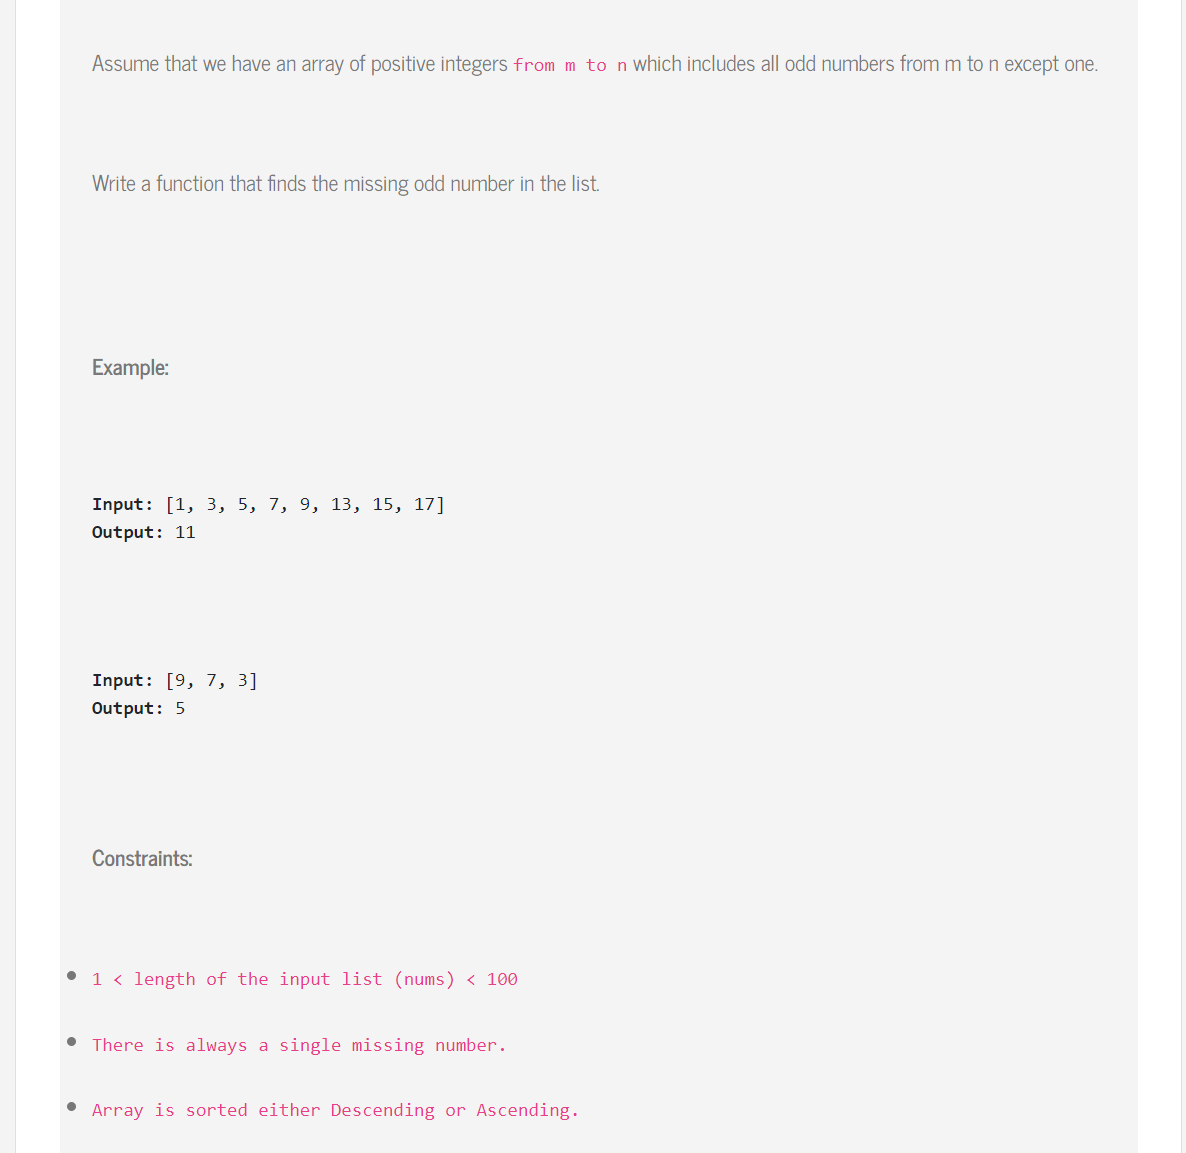 Assume that we have an array of positive integers from m to n which includes all odd numbers from m to n except one.
Write a function that finds the missing odd number in the list.
Example:
Input: [1, 3, 5, 7, 9, 13, 15, 17]
Output: 11
Input: [9, 7, 3]
Output: 5
Constraints:
1 < length of the input list (nums) < 100
There is always a single missing number.
Array is sorted either Descending or Ascending.